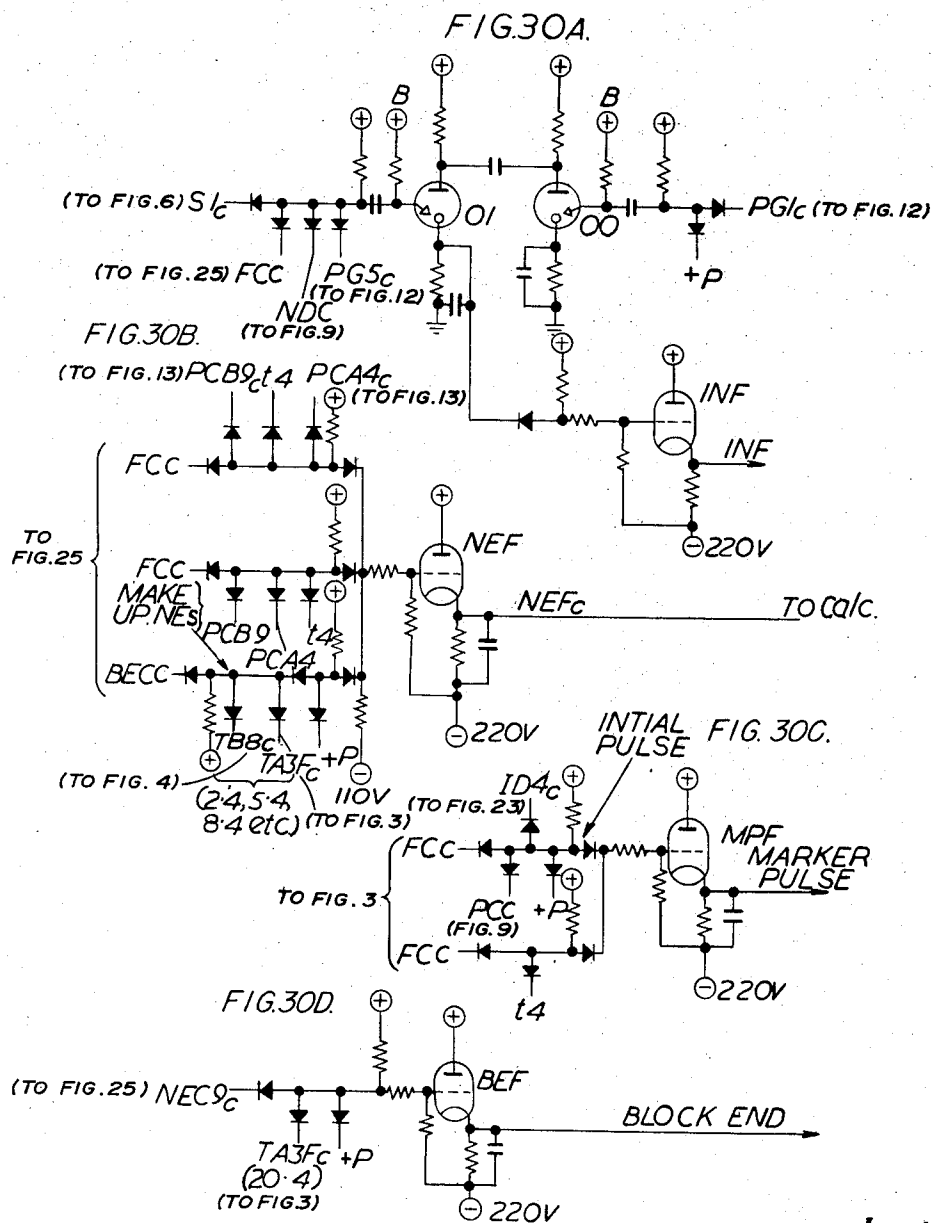 FIG.30A.
B
B
(TO FIG.6) S1c
01
00
PG1c (TO FIG.12)
(TO FIG.25) FCC
PG5c
(TO FIG.12)
+P
NDC
(TO FIG.9)
FIG.30B.
(TO FIG.13) PCB9c t4 PCA4c
(TO FIG.13)
INF
INF
FCC
220V
TO
FIG.25
NEF
FCC
MAKE
UP NEs
NEFc
TO CALC.
PCB9
t4
PCA4
BECC
220V
INTIAL
PULSE
FIG. 30C.
TB8c
TA3Fc +P
(TO FIG. 4)
110V
(2·4, 5·4,
8·4 etc)
(TO FIG.3)
(TO FIG.23)
ID4c
FCC
MPF
MARKER
PULSE
TO FIG. 3
PCC +P
(FIG.9)
FCC
220V
t4
FIG.30D.
(TO FIG.25) NEC9c
BEF
BLOCK END
TA3Fc +P
(20·4)
(TO FIG.3)
220V